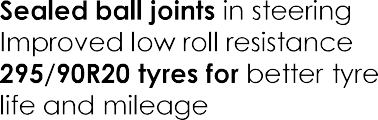 Sealed ball joints in steering
Improved low roll resistance
295/90R20 tyres for better tyre
life and mileage